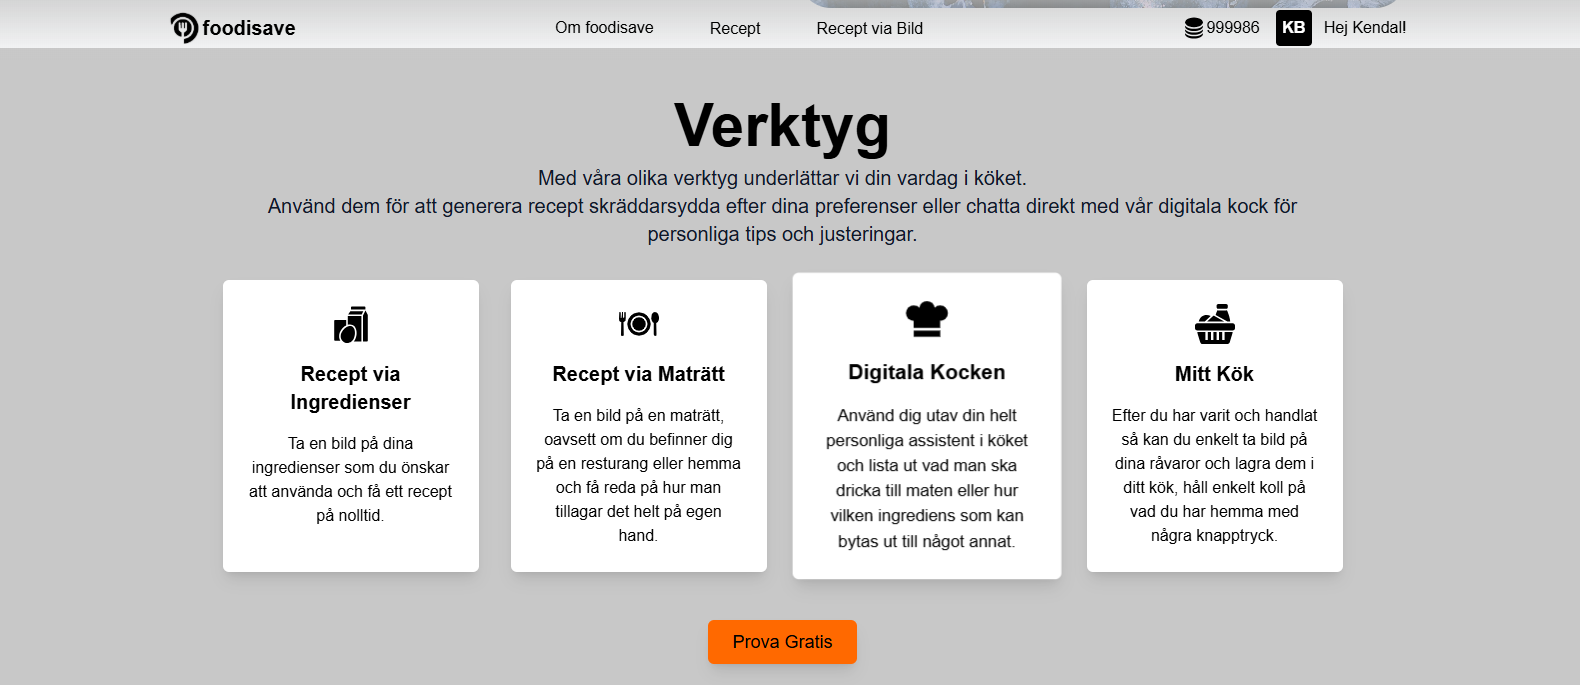 foodisave
Om foodisave
Recept
Recept via Bild
999986
KB
Hej Kendal!
Verktyg
Med våra olika verktyg underlättar vi din vardag i köket.
Använd dem för att generera recept skräddarsydda efter dina preferenser eller chatta direkt med vår digitala kock för
personliga tips och justeringar.
Recept via
Ingredienser
Ta en bild på dina
ingredienser som du önskar
att använda och få ett recept
på nolltid.
Recept via Maträtt
Ta en bild på en maträtt,
oavsett om du befinner dig
på en resturang eller hemma
och få reda på hur man
tillagar det helt på egen
hand.
Digitala Kocken
Använd dig utav din helt
personliga assistent i köket
och lista ut vad man ska
dricka till maten eller hur
vilken ingrediens som kan
bytas ut till något annat.
Mitt Kök
Efter du har varit och handlat
så kan du enkelt ta bild på
dina råvaror och lagra dem i
ditt kök, håll enkelt koll på
vad du har hemma med
några knapptryck.
Prova Gratis